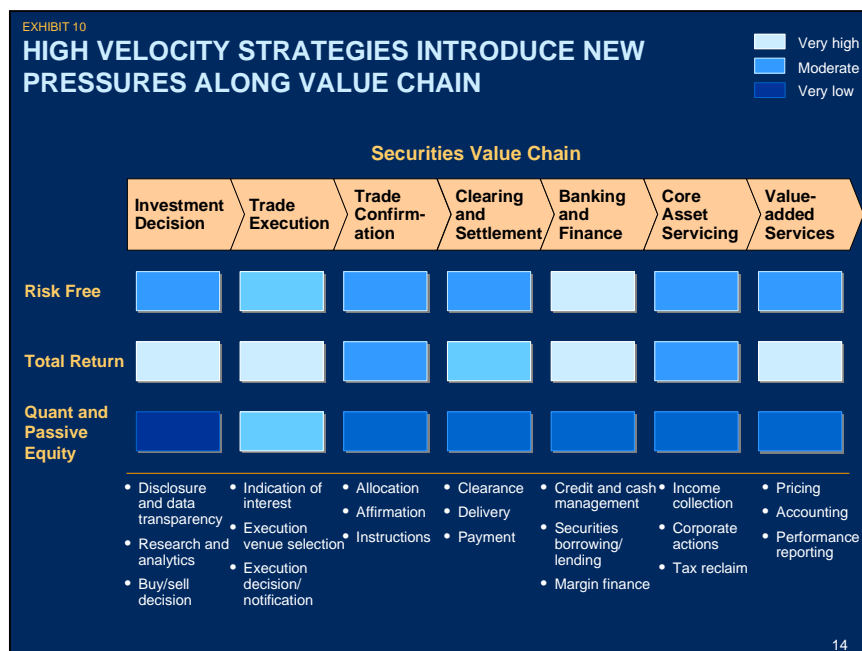 EXHIBIT 10
HIGH VELOCITY STRATEGIES INTRODUCE NEW
PRESSURES ALONG VALUE CHAIN
Very high
Moderate
Very low
Securities Value Chain
Investment
Decision
Trade
Execution
Trade
Confirm-
ation
Clearing
and
Settlement
Banking
and
Finance
Core
Asset
Servicing
Value-
added
Services
Risk Free
Total Return
Quant and
Passive
Equity
• Disclosure
and data
transparency
• Research and
analytics
• Buy/sell
decision
• Indication of
interest
• Execution
venue selection
• Execution
decision/
notification
• Allocation
• Affirmation
• Instructions
• Clearance
• Delivery
• Payment
• Credit and cash
management
• Securities
borrowing/
lending
• Margin finance
• Income
collection
• Corporate
actions
• Tax reclaim
• Pricing
• Accounting
• Performance
reporting
14